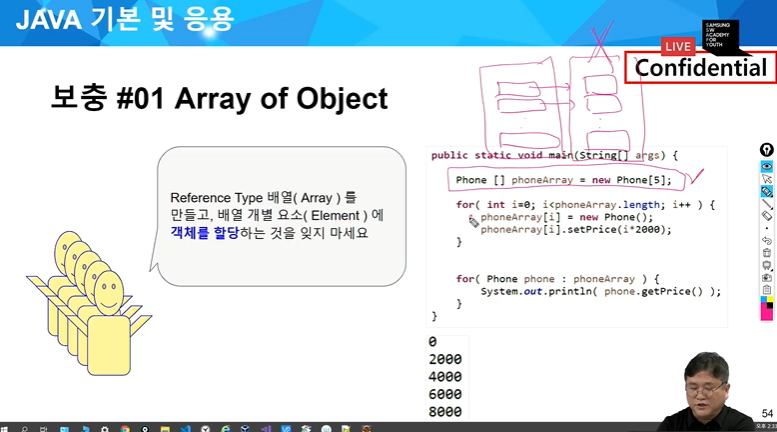 JAVA 기본 및 응용
SAMSUNG
SW ACADEMY
FOR
YOUTH
LIVE
Confidential
보충 #01 Array of Object
Reference Type 배열( Array ) 를
만들고, 배열 개별 요소( Element ) 에
객체를 할당하는 것을 잊지 마세요
public static void main(String[] args) {
Phone [] phoneArray = new Phone[5];
for( int i=0; i<phoneArray.length; i++ ) {
phoneArray[i] = new Phone();
phoneArray[i].setPrice(i*2000);
}
for( Phone phone : phoneArray ) {
System.out.println( phone.getPrice() );
}
}
0
2000
4000
6000
8000
54